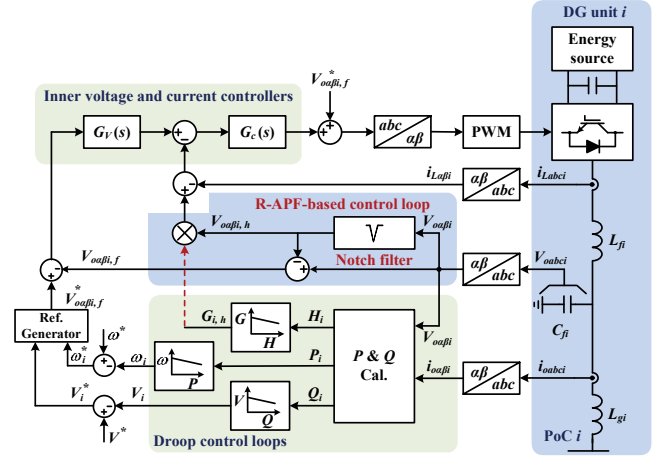 DG unit i
Energy
source
V*oαβi,f
Inner voltage and current controllers
GV(s)
Gc(s)
abc
αβ
PWM
iLαβi
αβ
abc
iLabci
R-APF-based control loop
Voαβi,h
Voαβi
Notch filter
Lfi
Voαβi,f
αβ
abc
Voabci
V*oαβi,f
Cfi
Ref.
Generator
ω*
ω*i
ωi
Gi,h
G
H
Hi
Voαβi
P & Q
Cal.
ω
P
Pi
ioαβi
αβ
abc
ioabci
V*i
Vi
V
Q
Qi
Lgi
V*
Droop control loops
PoC i